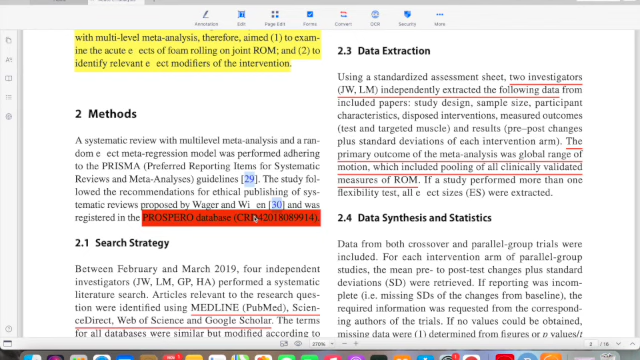 Annotation
Edit
Page Edit
Forms
Convert
OCR
Security
More
with multi-level meta-analysis, therefore, aimed (1) to exam-
ine the acute e ects of foam rolling on joint ROM; and (2) to
identify relevant e ect modifiers of the intervention.
2 Methods
A systematic review with multilevel meta-analysis and a ran-
dom e ect meta-regression model was performed adhering
to the PRISMA (Preferred Reporting Items for Systematic
Reviews and Meta-Analyses) guidelines [29]. The study fol-
lowed the recommendations for ethical publishing of sys-
tematic reviews proposed by Wager and Wi en [30] and was
registered in the PROSPERO database (CRD42018089914).
2.1 Search Strategy
Between February and March 2019, four independent
investigators (JW, LM, GP, HA) performed a systematic
literature search. Articles relevant to the research ques-
tion were identified using MEDLINE (PubMed), Scien-
ceDirect, Web of Science and Google Scholar. The terms
for all databases were similar but modified according to
2.3 Data Extraction
Using a standardized assessment sheet, two investigators
(JW, LM) independently extracted the following data from
included papers: study design, sample size, participant
characteristics, disposed interventions, measured outcomes
(test and targeted muscle) and results (pre–post changes
plus standard deviations of each intervention arm). The
primary outcome of the meta-analysis was global range of
motion, which included pooling of all clinically validated
measures of ROM. If a study performed more than one
flexibility test, all e ect sizes (ES) were extracted.
2.4 Data Synthesis and Statistics
Data from both crossover and parallel-group trials were
included. For each intervention arm of parallel-group
studies, the mean pre- to post-test changes plus standard
deviations (SD) were retrieved. If reporting was incom-
plete (i.e. missing SDs of the changes from baseline), the
required information was requested from the correspond-
ing authors of the trials. If no values could be obtained,
missing data were (1) determined from figures or p values/
270%
2 / 16